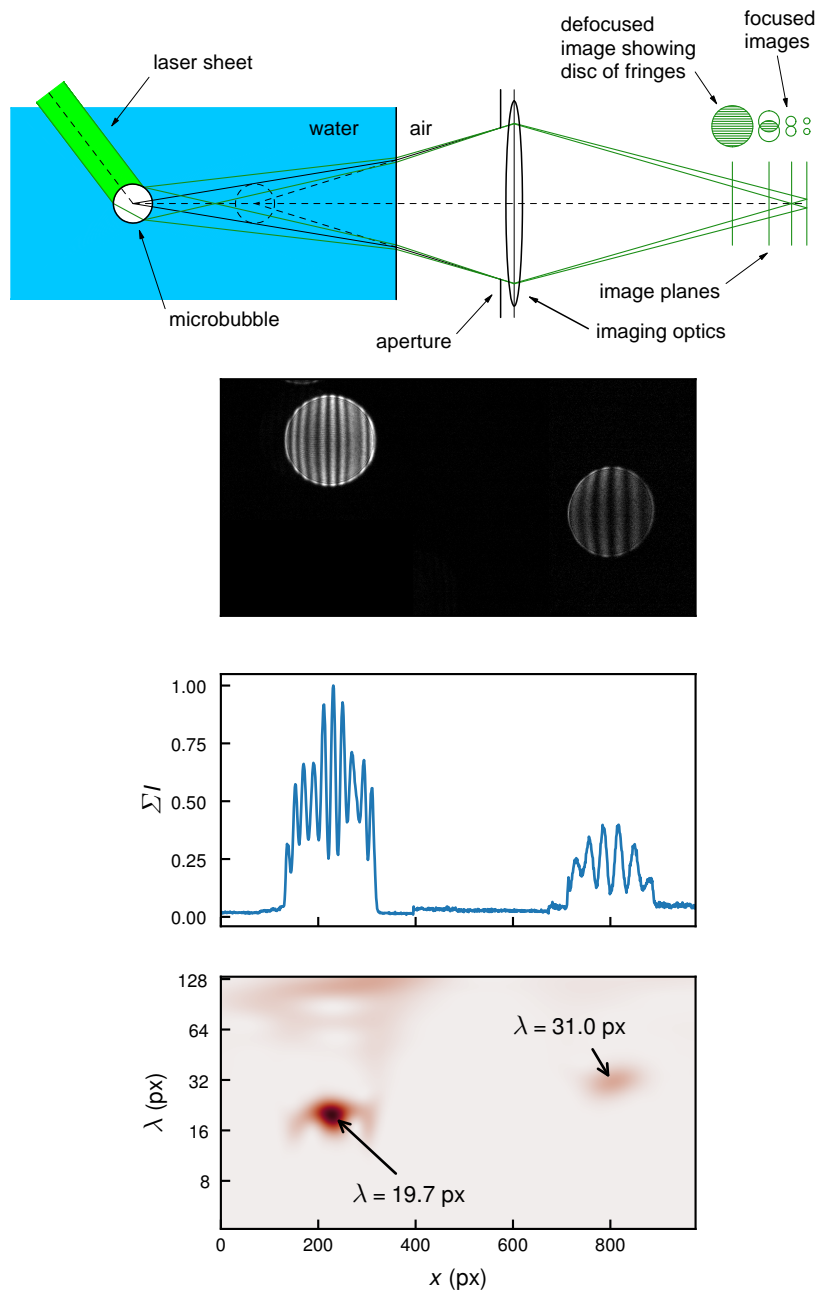 defocused
image showing
disc of fringes
focused
images
laser sheet
water
air
microbubble
aperture
image planes
imaging optics
1.00
0.75
0.50
0.25
0.00
ΣI
128
64
32
16
8
λ (px)
λ = 31.0 px
λ = 19.7 px
0 200 400 600 800
x (px)